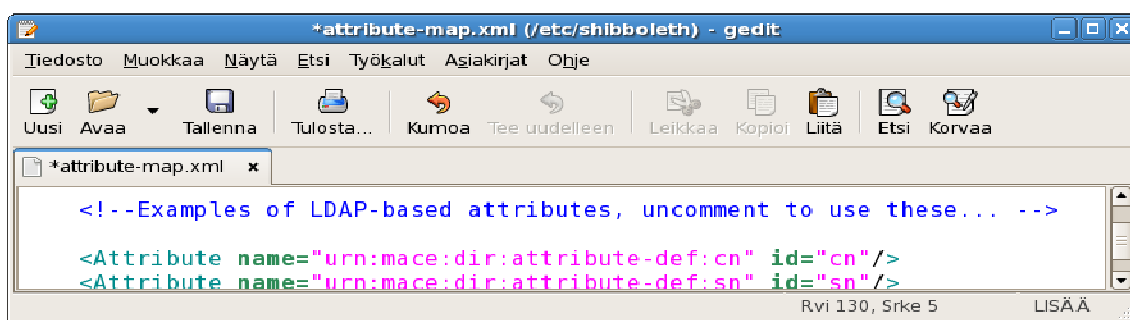 *attribute-map.xml (/etc/shibboleth) - gedit
Tiedosto Muokkaa Näytä Etsi Työkalut Asiakirjat Ohje
Uusi Avaa Tallenna Tulosta... Kumoa Tee uudelleen Leikkaa Kopioi Liitä Etsi Korvaa
*attribute-map.xml
<!--Examples of LDAP-based attributes, uncomment to use these... -->
<Attribute name="urn:mace:dir:attribute-def:cn" id="cn"/>
<Attribute name="urn:mace:dir:attribute-def:sn" id="sn"/>
Rvi 130, Srke 5 LISÄÄ